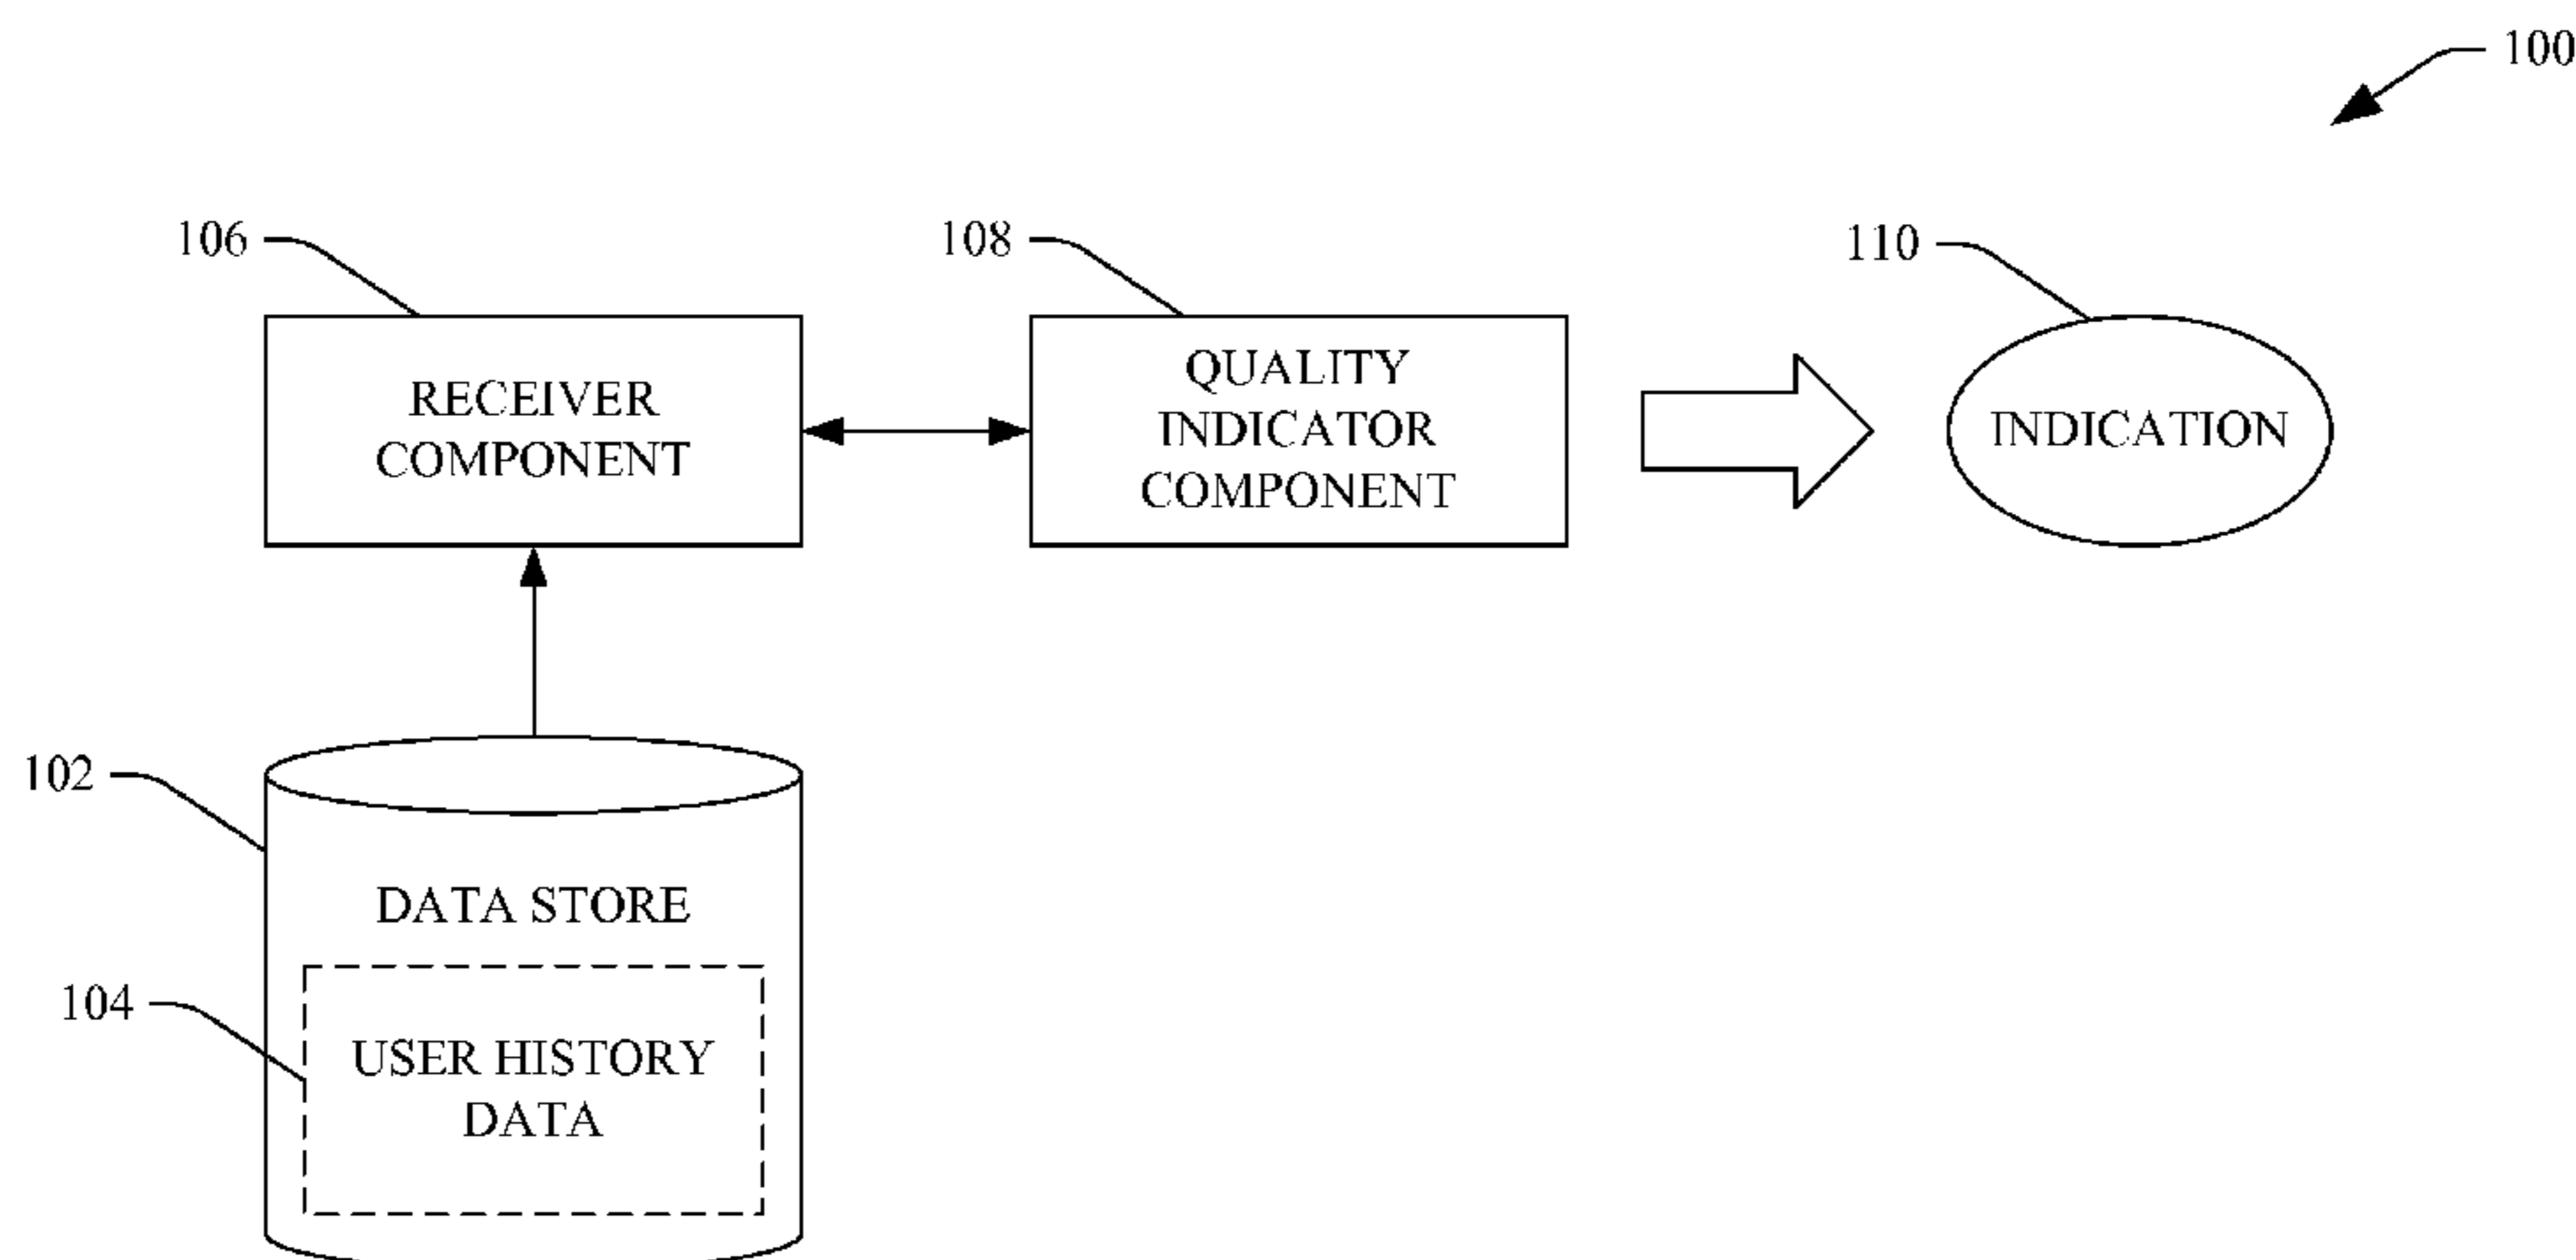 100
106
108
110
RECEIVER
COMPONENT
QUALITY
INDICATOR
COMPONENT
INDICATION
102
DATA STORE
104
USER HISTORY
DATA